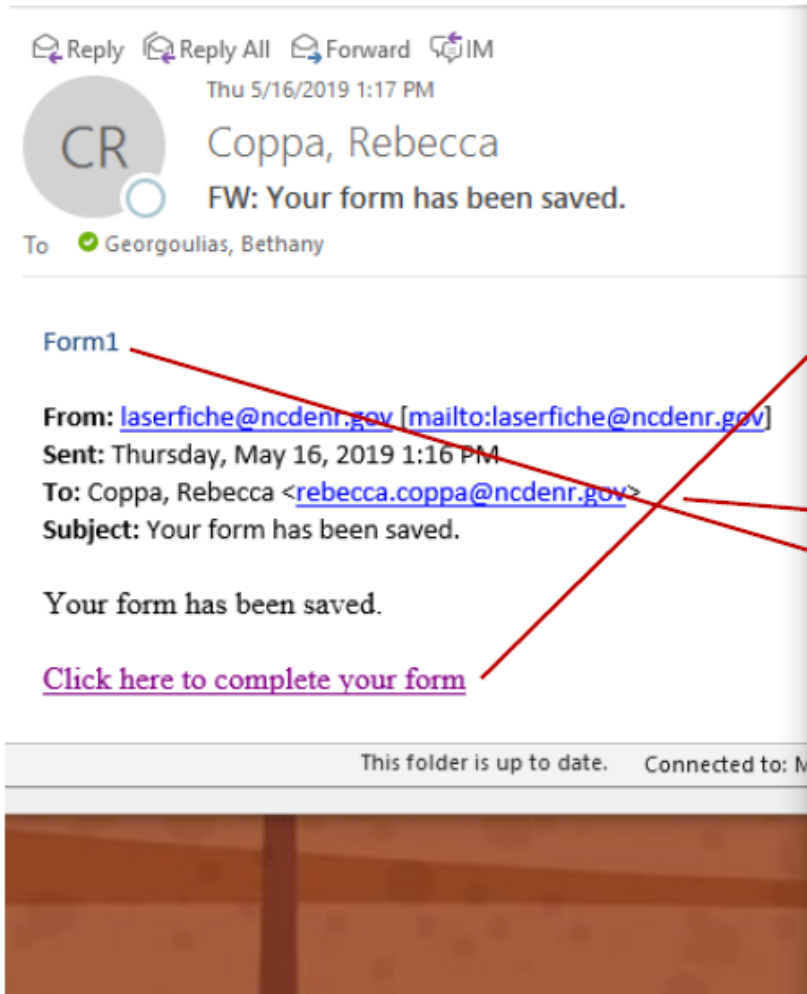 Reply Reply All Forward IM
Thu 5/16/2019 1:17 PM
CR
Coppa, Rebecca
FW: Your form has been saved.
To Georgoulias, Bethany
Form1
From: laserfiche@ncdenr.gov [mailto:laserfiche@ncdenr.gov]
Sent: Thursday, May 16, 2019 1:16 PM
To: Coppa, Rebecca <rebecca.coppa@ncdenr.gov>
Subject: Your form has been saved.
Your form has been saved.
Click here to complete your form
This folder is up to date. Connected to: M